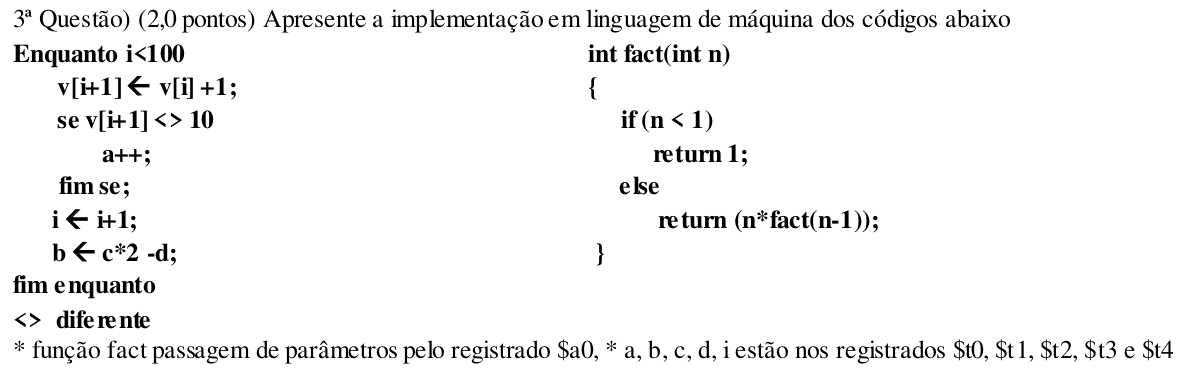 3ª Questão) (2,0 pontos) Apresente a implementação em linguagem de máquina dos códigos abaixo
Enquanto i<100
v[i+1] ← v[i] +1;
se v[i+1] <> 10
a++;
fim se;
i ← i+1;
b ← c*2 -d;
fim enquanto
<> diferente
int fact(int n)
{
if (n < 1)
return 1;
else
return (n*fact(n-1));
}
* função fact passagem de parâmetros pelo registrado $a0, * a, b, c, d, i estão nos registrados $t0, $t1, $t2, $t3 e $t4